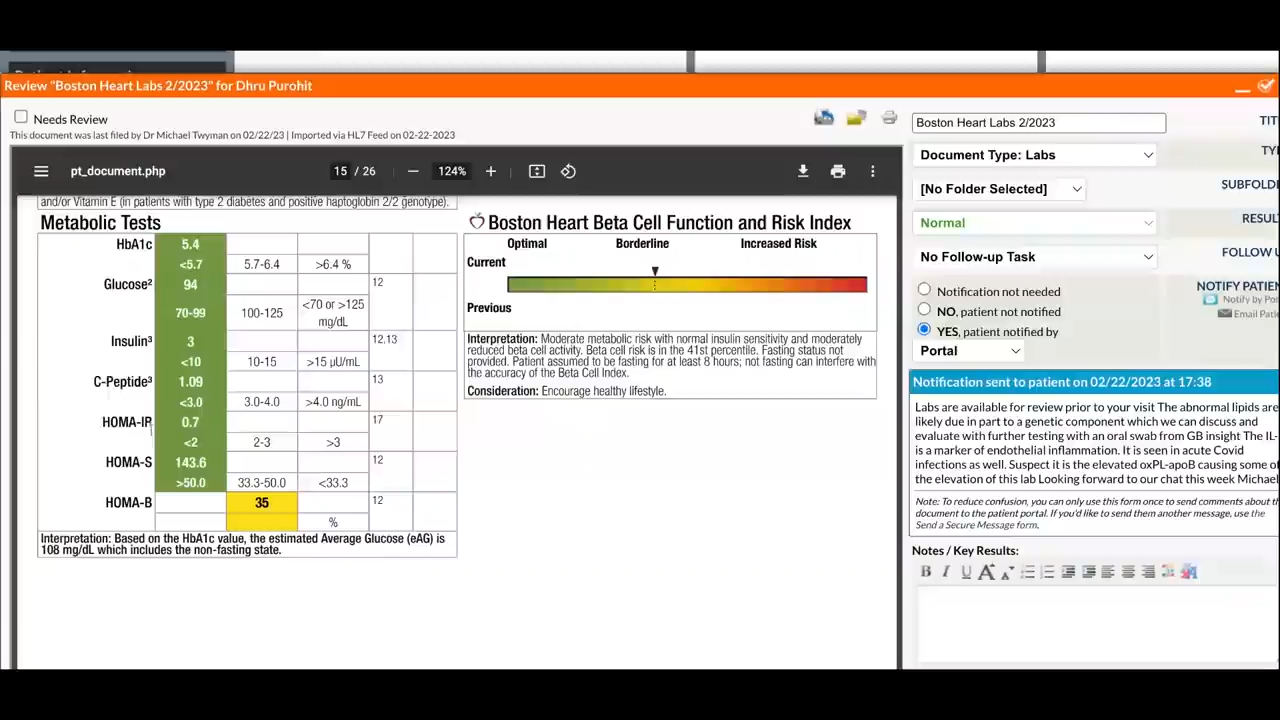 Review "Boston Heart Labs 2/2023" for Dhru Purohit
Needs Review
This document was last filed by Dr Michael Twyman on 02/22/23 | Imported via HL7 Feed on 02-22-2023
pt_document.php
15 / 26
124%
and/or Vitamin E (in patients with type 2 diabetes and positive haptoglobin 2/2 genotype).
Metabolic Tests
HbA1c 5.4
<5.7 5.7-6.4 >6.4 %
Glucose² 94 12
70-99 100-125 <70 or >125 mg/dL
Insulin³ 3 12,13
<10 10-15 >15 µU/mL
C-Peptide³ 1.09 13
<3.0 3.0-4.0 >4.0 ng/mL
HOMA-IR 0.7 17
<2 2-3 >3
HOMA-S 143.6 12
>50.0 33.3-50.0 <33.3
HOMA-B 35 12
%
Interpretation: Based on the HbA1c value, the estimated Average Glucose (eAG) is
108 mg/dL which includes the non-fasting state.
Boston Heart Beta Cell Function and Risk Index
Optimal Borderline Increased Risk
Current
Previous
Interpretation: Moderate metabolic risk with normal insulin sensitivity and moderately
reduced beta cell activity. Beta cell risk is in the 41st percentile. Fasting status not
provided. Patient assumed to be fasting for at least 8 hours; not fasting can interfere with
the accuracy of the Beta Cell Index.
Consideration: Encourage healthy lifestyle.
Boston Heart Labs 2/2023 TIT
Document Type: Labs TYP
[No Folder Selected] SUBFOLD
Normal RESUL
No Follow-up Task FOLLOW U
Notification not needed NOTIFY PATIEN
NO, patient not notified Notify by Po
YES, patient notified by Email Patie
Portal
Notification sent to patient on 02/22/2023 at 17:38
Labs are available for review prior to your visit The abnormal lipids are
likely due in part to a genetic component which we can discuss and
evaluate with further testing with an oral swab from GB insight The IL-
is a marker of endothelial inflammation. It is seen in acute Covid
infections as well. Suspect it is the elevated oxPL-apoB causing some of
the elevation of this lab Looking forward to our chat this week Michael
Note: To reduce confusion, you can only use this form once to send comments about th
document to the patient portal. If you'd like to send them another message, use the
Send a Secure Message form.
Notes / Key Results:
B I U A A